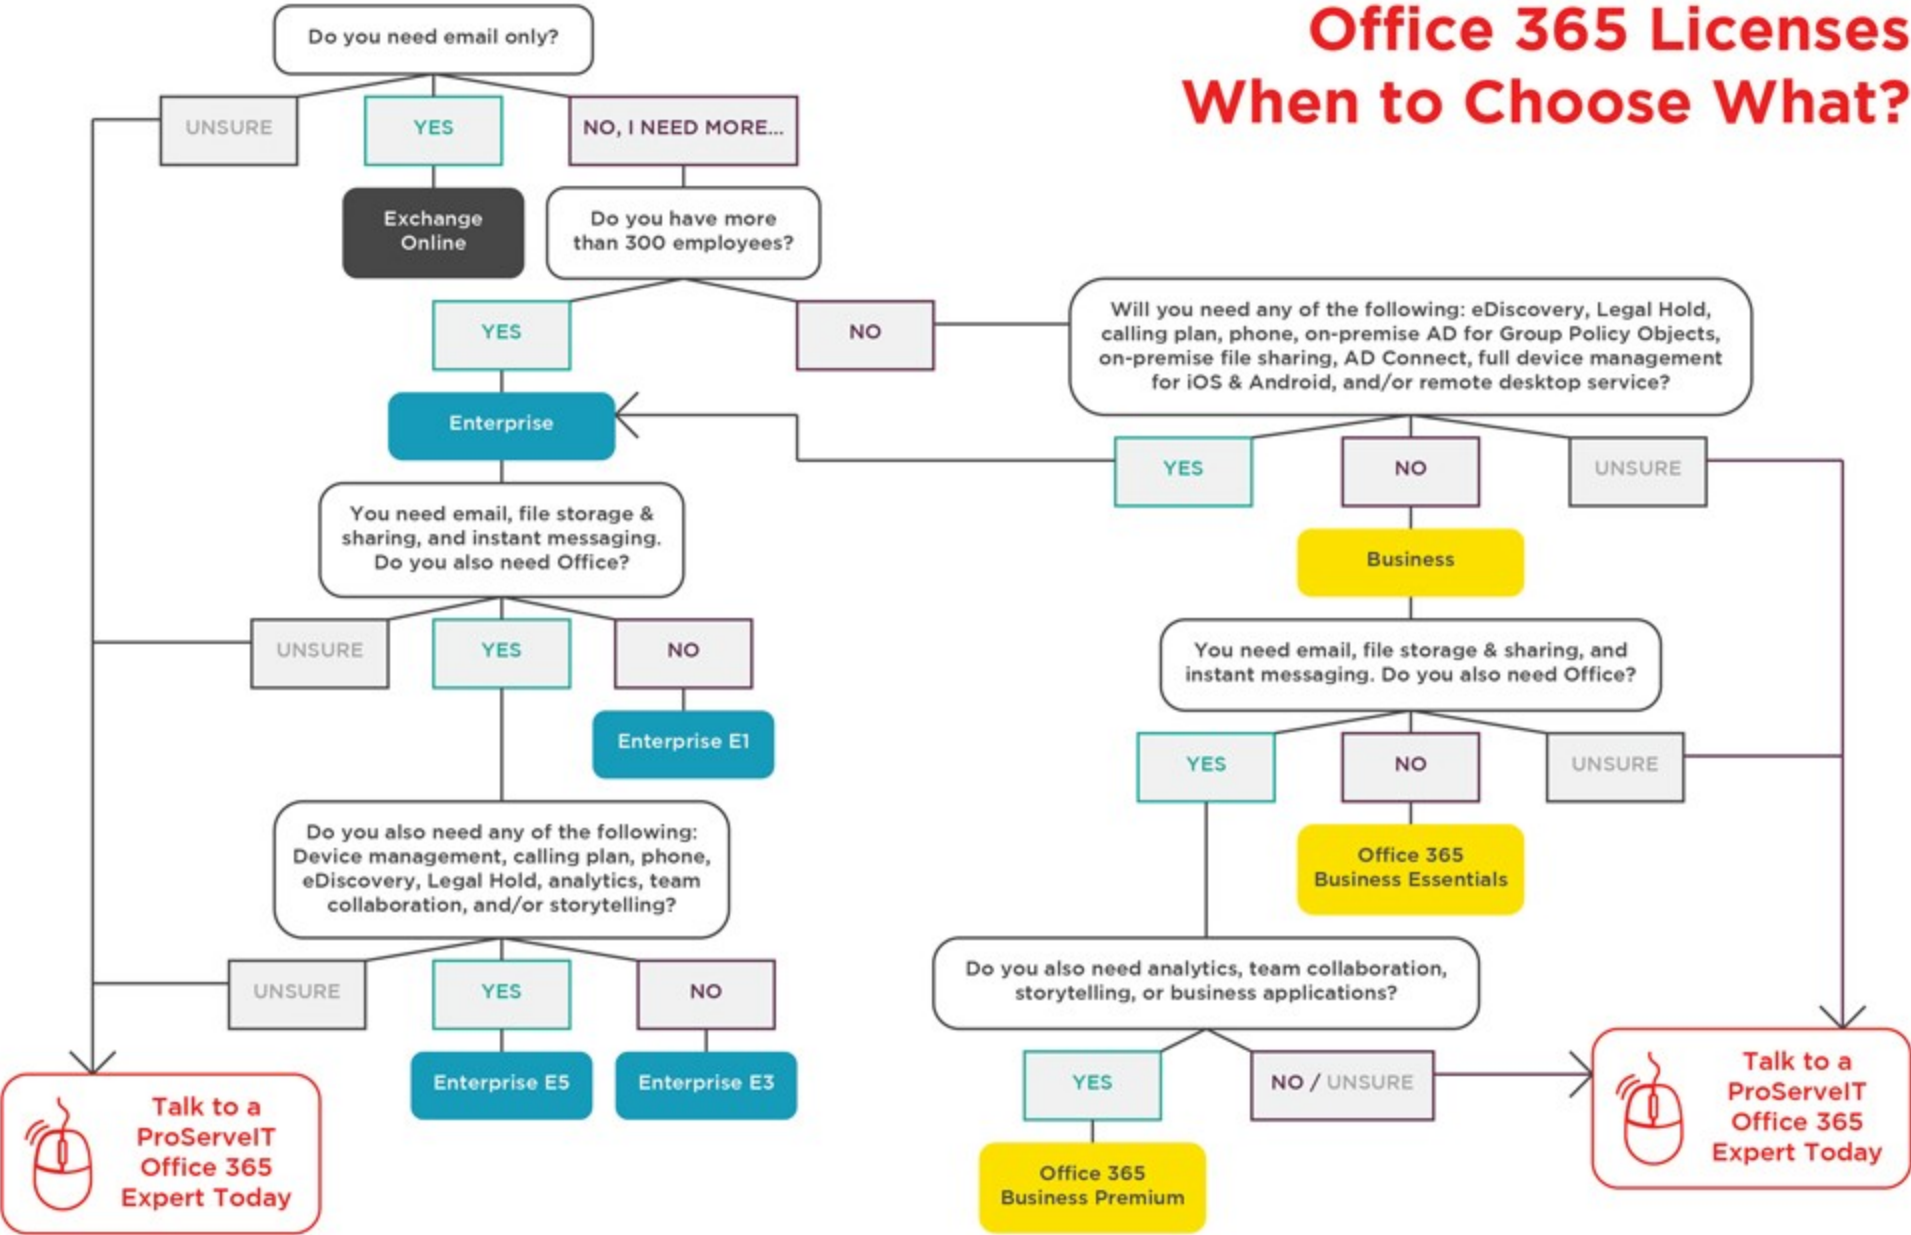 Office 365 Licenses
When to Choose What?
Do you need email only?
UNSURE
YES
NO, I NEED MORE...
Exchange
Online
Do you have more
than 300 employees?
YES
NO
Will you need any of the following: eDiscovery, Legal Hold,
calling plan, phone, on-premise AD for Group Policy Objects,
on-premise file sharing, AD Connect, full device management
for iOS & Android, and/or remote desktop service?
Enterprise
YES
NO
UNSURE
You need email, file storage &
sharing, and instant messaging.
Do you also need Office?
Business
UNSURE
YES
NO
You need email, file storage & sharing, and
instant messaging. Do you also need Office?
Enterprise E1
YES
NO
UNSURE
Do you also need any of the following:
Device management, calling plan, phone,
eDiscovery, Legal Hold, analytics, team
collaboration, and/or storytelling?
Office 365
Business Essentials
UNSURE
YES
NO
Do you also need analytics, team collaboration,
storytelling, or business applications?
Enterprise E5
Enterprise E3
YES
NO / UNSURE
Talk to a
ProServeIT
Office 365
Expert Today
Talk to a
ProServeIT
Office 365
Expert Today
Office 365
Business Premium